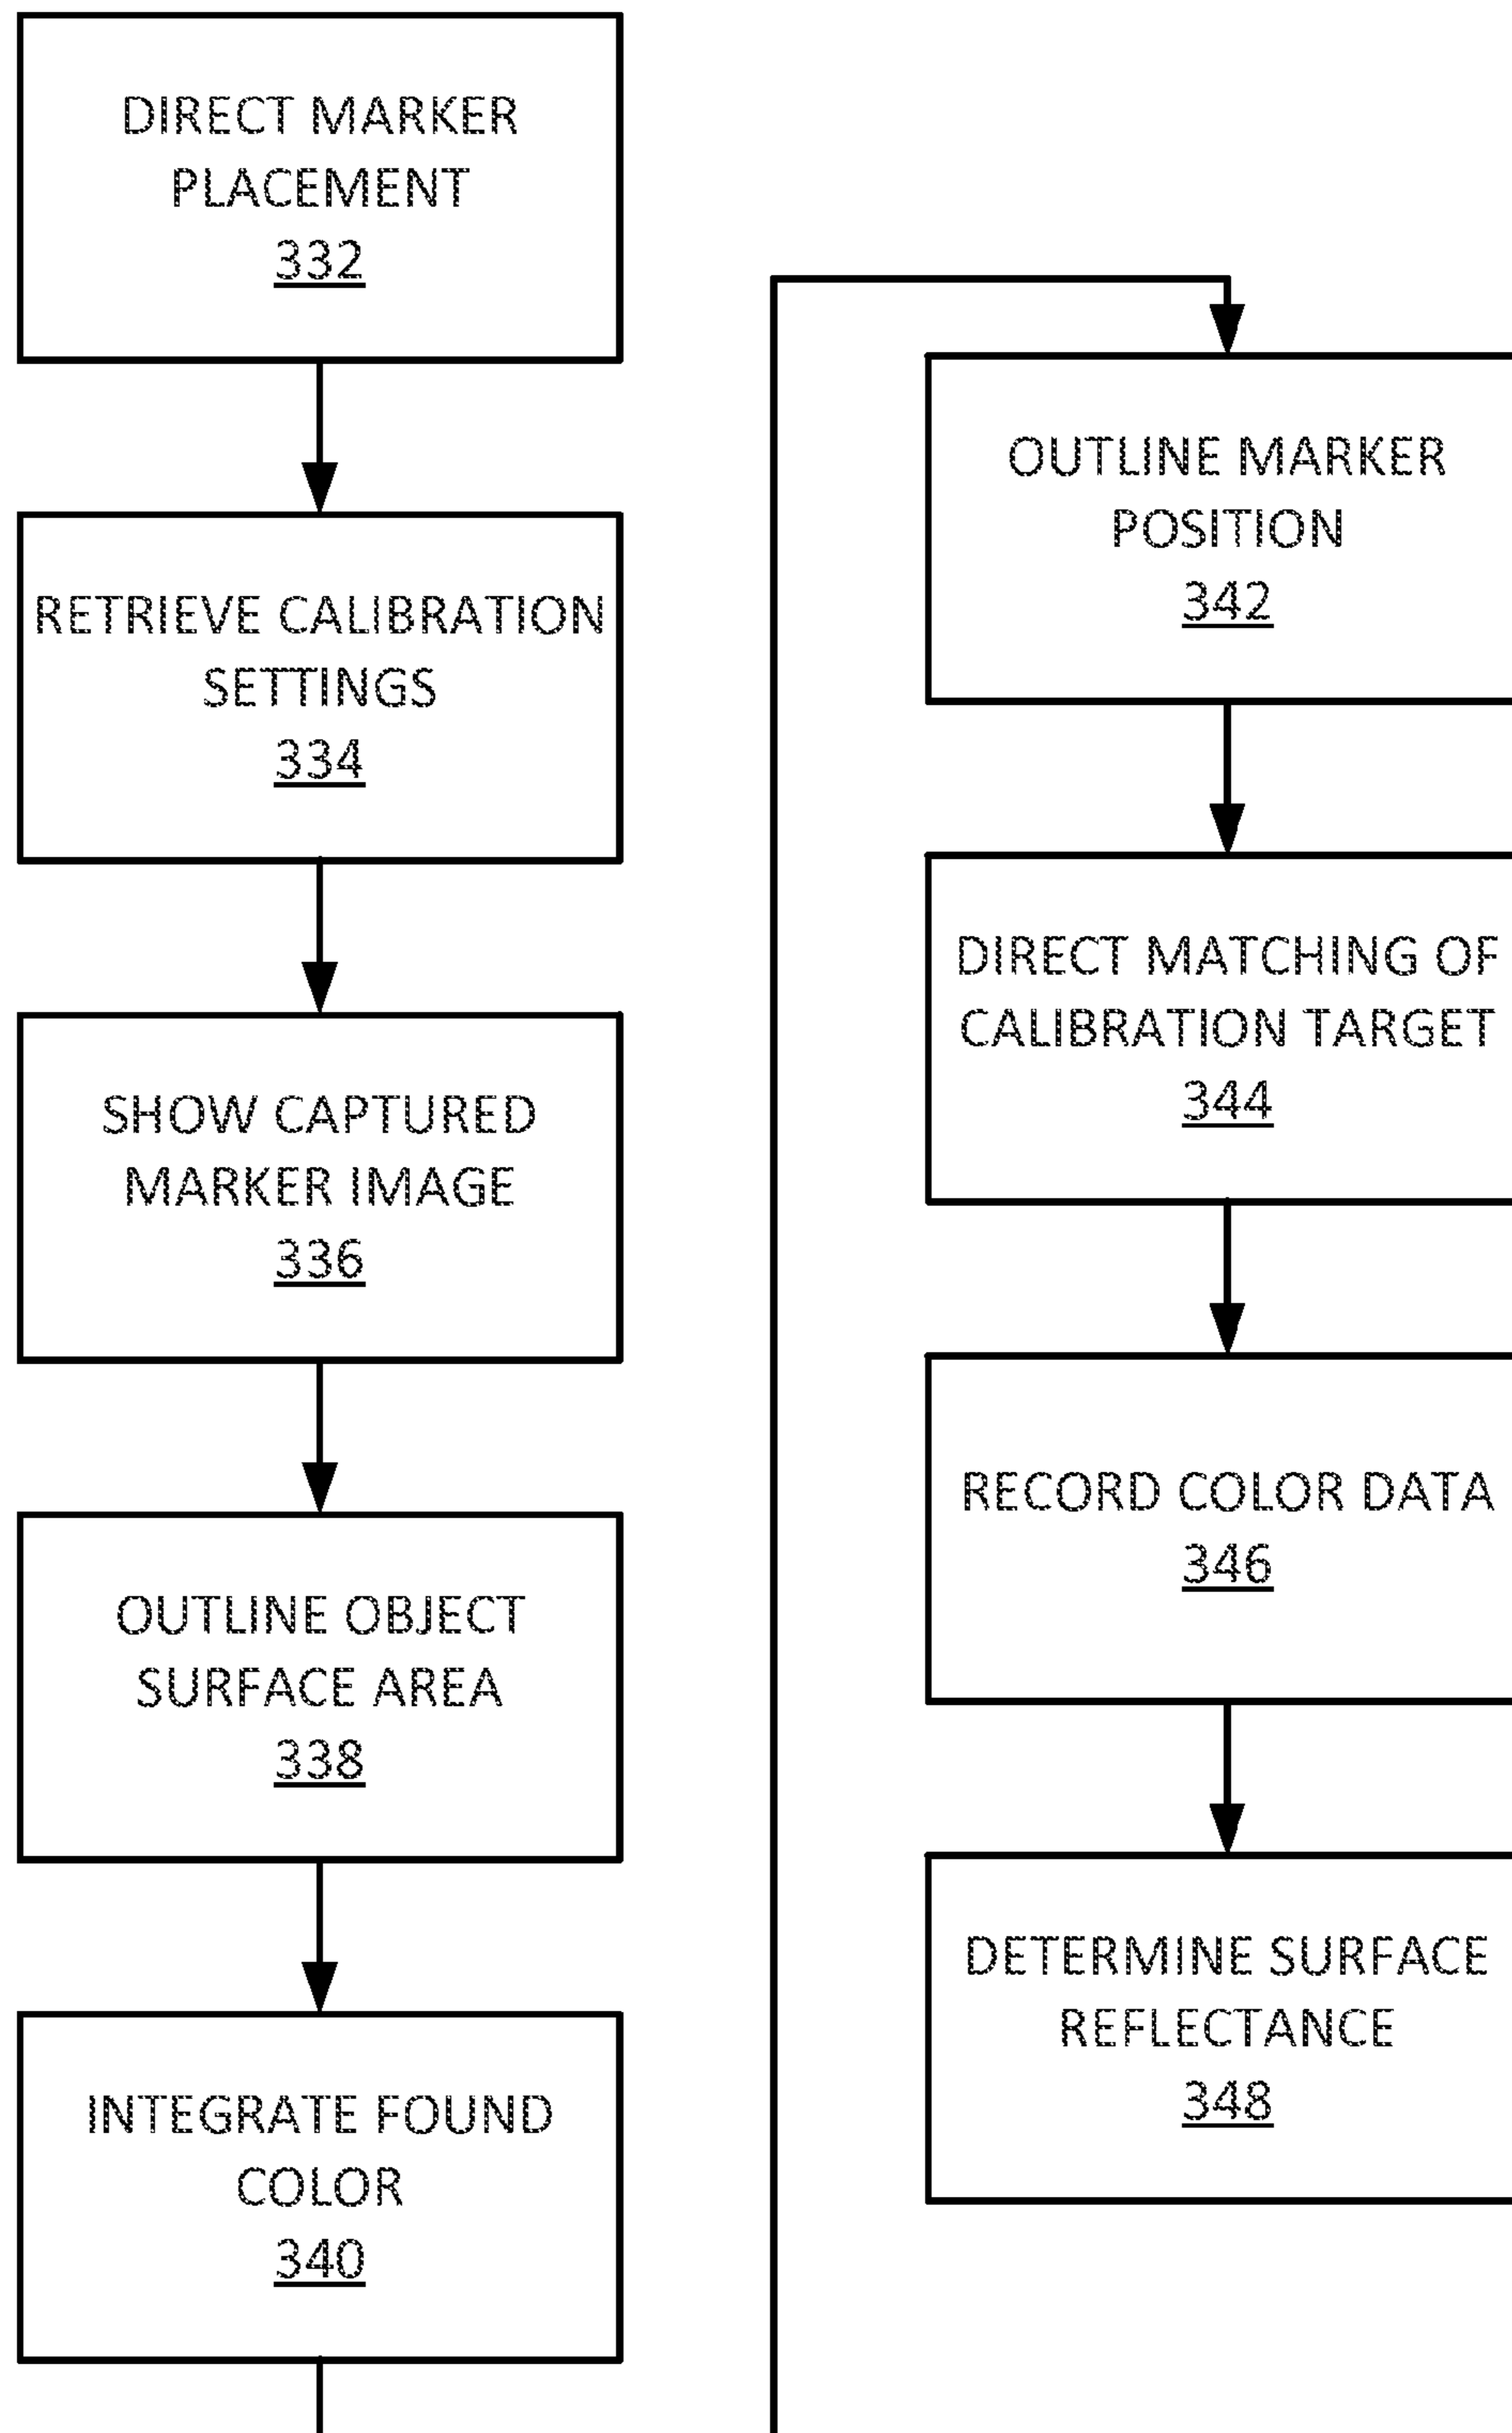 DIRECT MARKER
PLACEMENT
332
RETRIEVE CALIBRATION
SETTINGS
334
SHOW CAPTURED
MARKER IMAGE
336
OUTLINE OBJECT
SURFACE AREA
338
INTEGRATE FOUND
COLOR
340
OUTLINE MARKER
POSITION
342
DIRECT MATCHING OF
CALIBRATION TARGET
344
RECORD COLOR DATA
346
DETERMINE SURFACE
REFLECTANCE
348